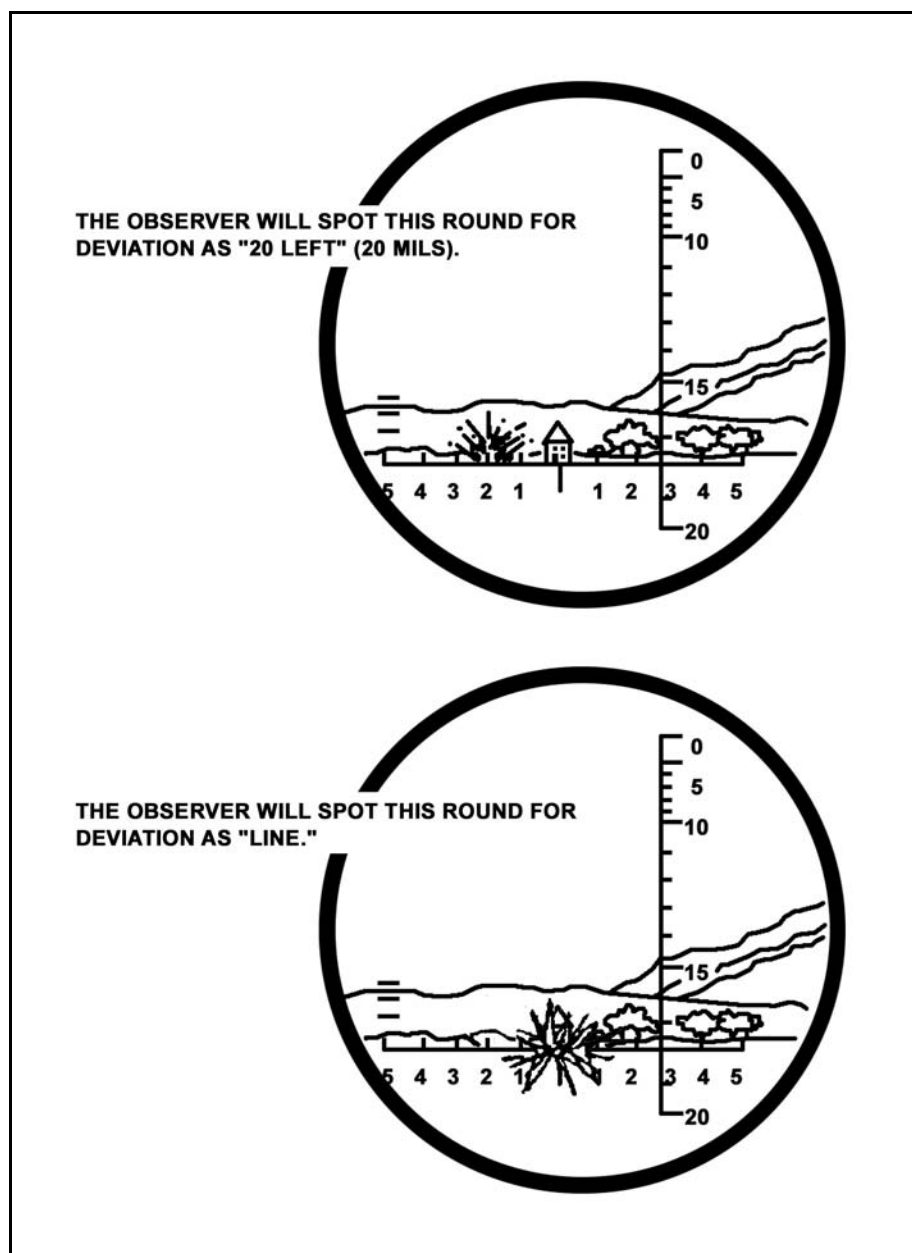 0
5
THE OBSERVER WILL SPOT THIS ROUND FOR
DEVIATION AS "20 LEFT" (20 MILS).
10
15
5 4 3 2 1 1 2 3 4 5
20
0
5
THE OBSERVER WILL SPOT THIS ROUND FOR
DEVIATION AS "LINE."
10
15
5 4 3 2 1 1 2 3 4 5
20